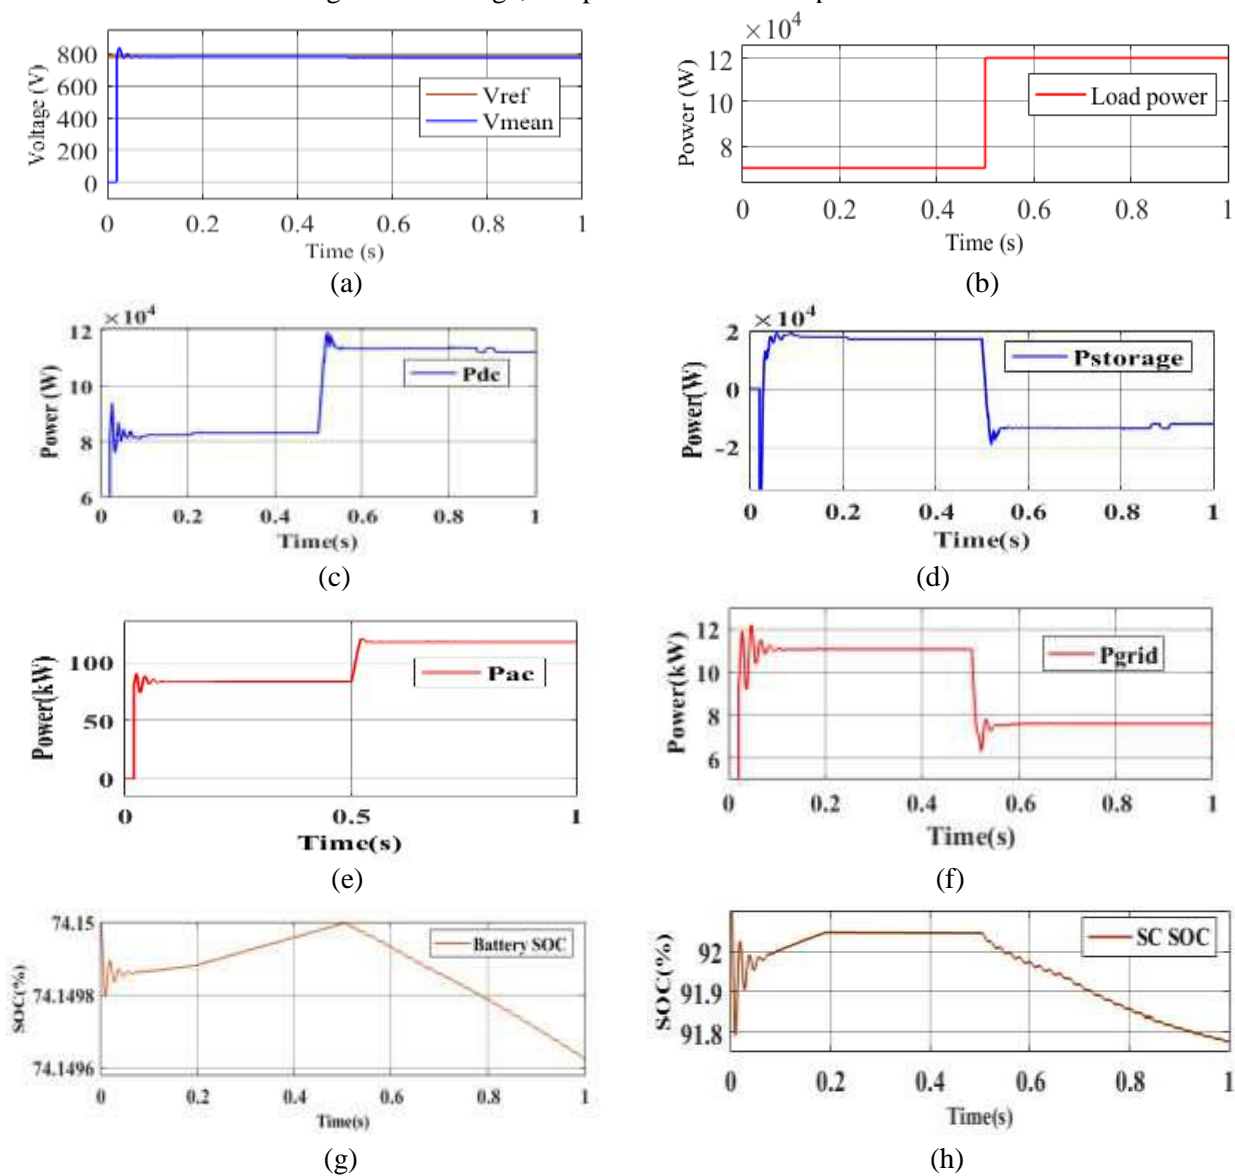 800
600
400
200
0
Voltage (V)
Vref
Vmean
0 0.2 0.4 0.6 0.8 1
Time (s)
(a)
×10⁴
12
10
8
Power (W)
Load power
0 0.2 0.4 0.6 0.8 1
Time (s)
(b)
×10⁴
12
10
8
6
Power (W)
Pdc
0 0.2 0.4 0.6 0.8 1
Time(s)
(c)
×10⁴
2
0
-2
Power(W)
Pstorage
0 0.2 0.4 0.6 0.8 1
Time(s)
(d)
100
50
0
Power(kW)
Pac
0 0.5 1
Time(s)
(e)
12
10
8
6
Power(kW)
Pgrid
0 0.2 0.4 0.6 0.8 1
Time(s)
(f)
74.15
74.1498
74.1496
SOC(%)
Battery SOC
0 0.2 0.4 0.6 0.8 1
Time(s)
(g)
92
91.9
91.8
SOC(%)
SC SOC
0 0.2 0.4 0.6 0.8 1
Time(s)
(h)